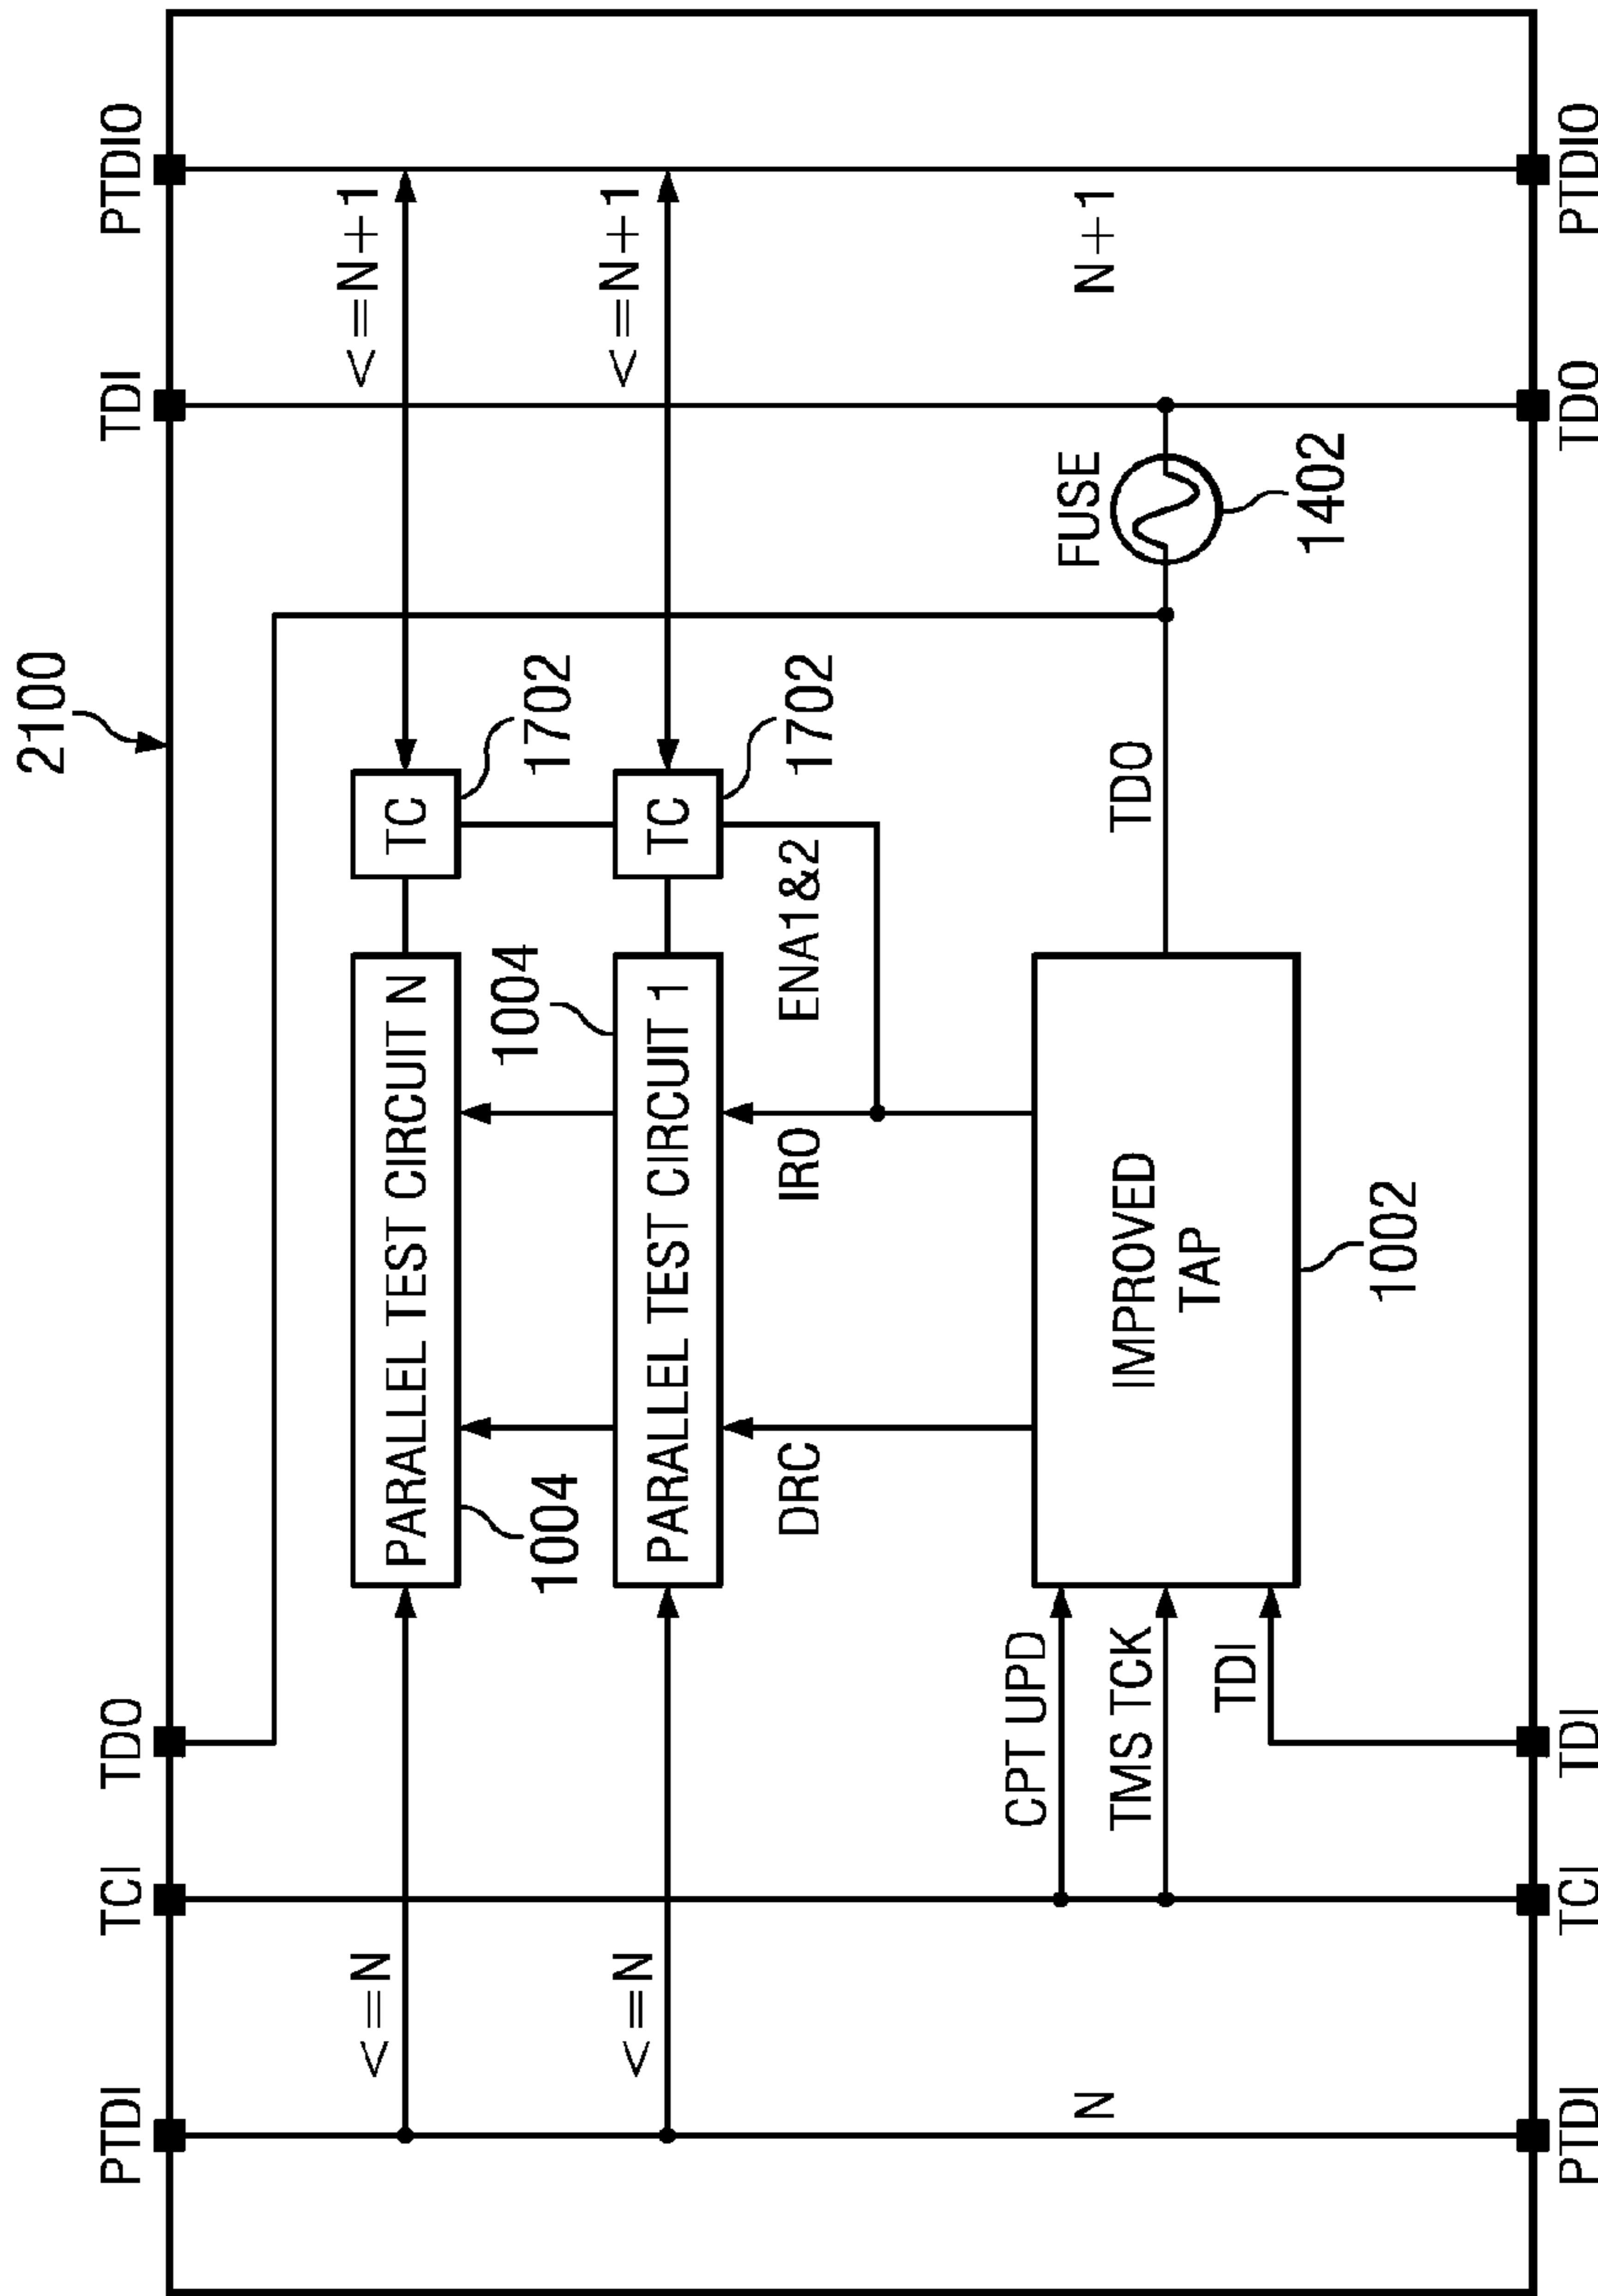 2100
PTDI
TCI
TDO
TDI
PTDIO
<=N
PARALLEL TEST CIRCUIT N
TC
<=N+1
1004
1004
1702
<=N
PARALLEL TEST CIRCUIT 1
TC
<=N+1
1702
DRC
IRO
ENA1&2
CPT UPD
TMS TCK
TDI
IMPROVED
TAP
1002
TDO
FUSE
1402
N
N+1
PTDI
TCI
TDI
TDO
PTDIO